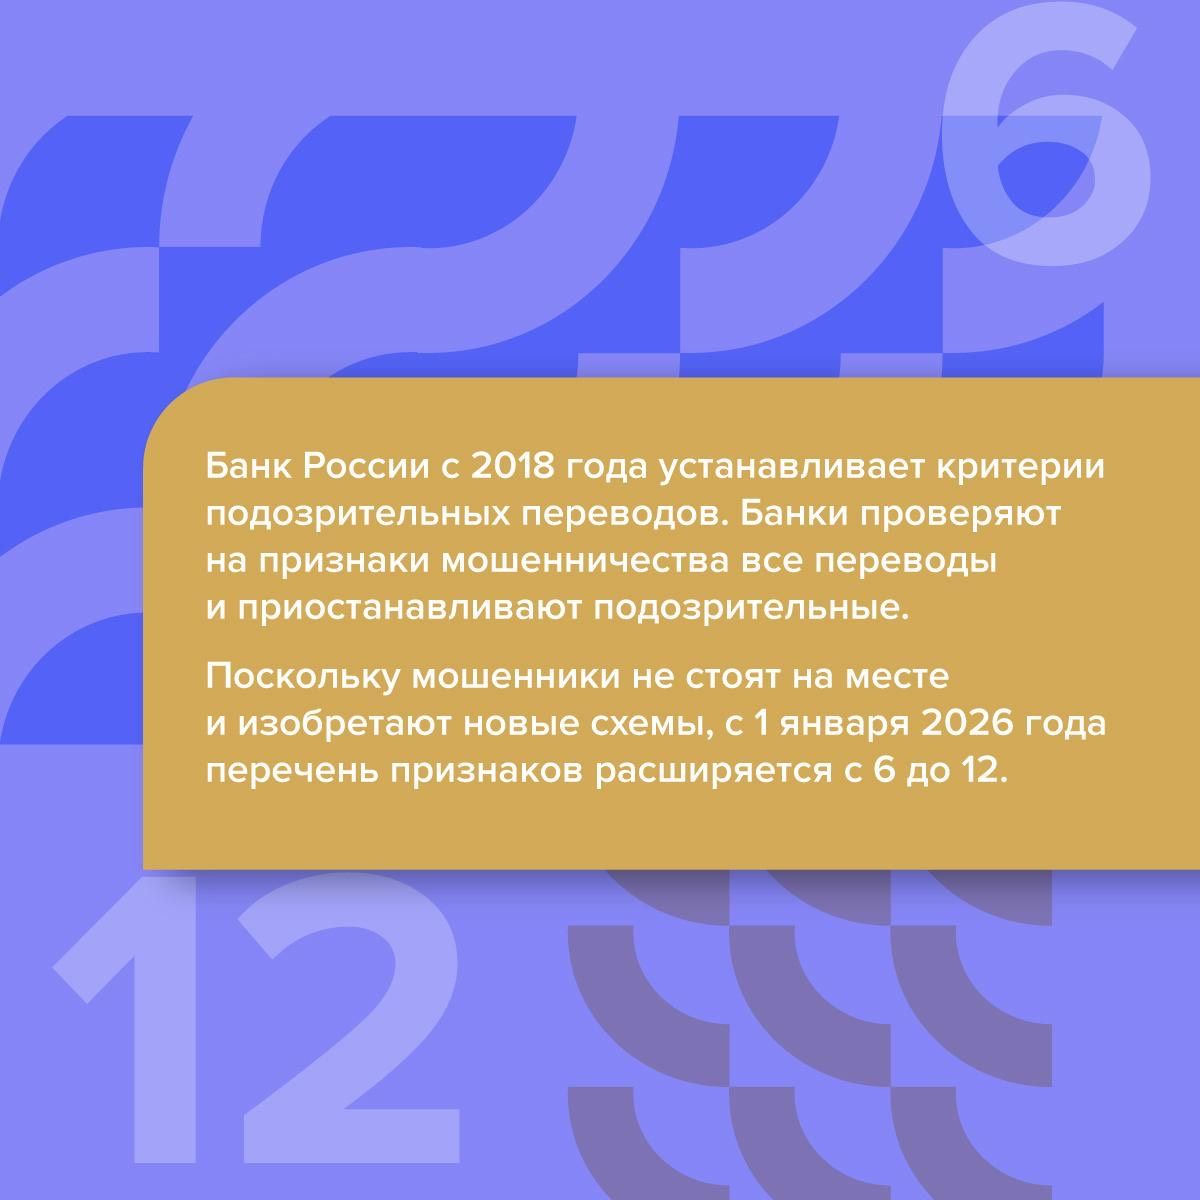 6
Банк России с 2018 года устанавливает критерии
подозрительных переводов. Банки проверяют
на признаки мошенничества все переводы
и приостанавливают подозрительные.
Поскольку мошенники не стоят на месте
и изобретают новые схемы, с 1 января 2026 года
перечень признаков расширяется с 6 до 12.
12